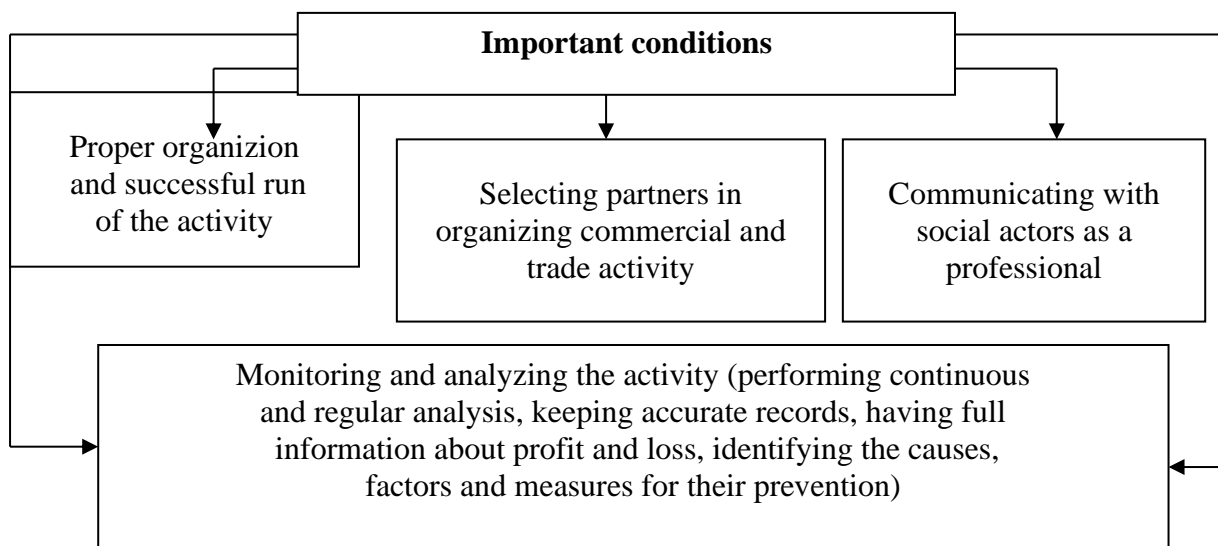 Important conditions
Proper organizion
and successful run
of the activity
Selecting partners in
organizing commercial and
trade activity
Communicating with
social actors as a
professional
Monitoring and analyzing the activity (performing continuous
and regular analysis, keeping accurate records, having full
information about profit and loss, identifying the causes,
factors and measures for their prevention)